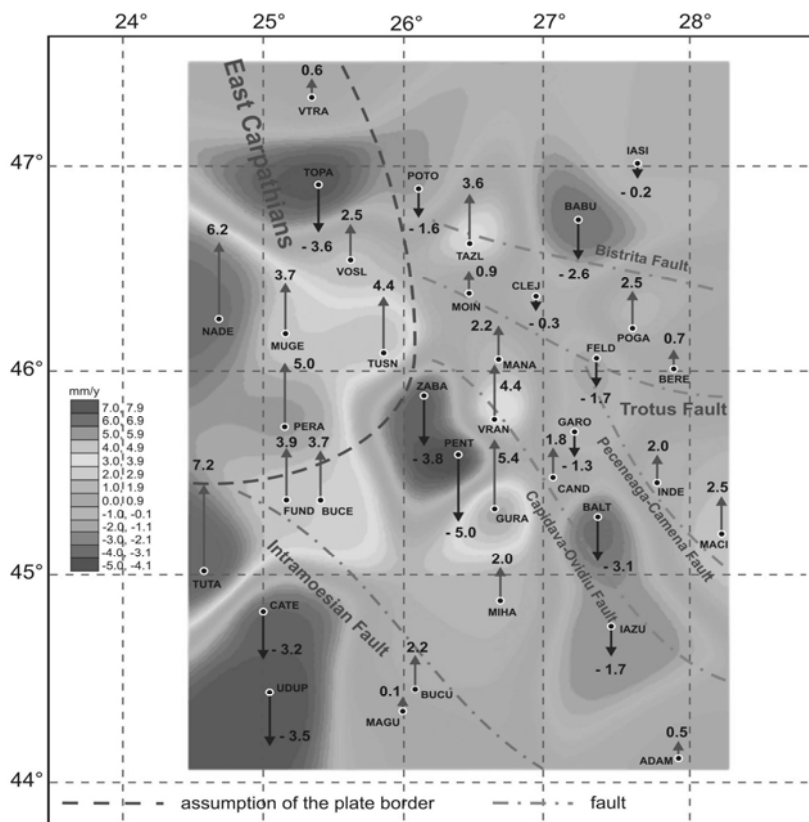 24° 25° 26° 27° 28°
47°
46°
45°
44°
East Carpathians
0.6
VTRA
TOPA
- 3.6
POTO
- 1.6
3.6
TAZL
IASI
- 0.2
BABU
- 2.6
Bistrita Fault
6.2
NADE
2.5
VOSL
3.7
MUGE
4.4
TUSN
0.9
MOIN
CLEJ
- 0.3
2.5
POGA
2.2
MANA
FELD
- 1.7
0.7
BERE
Trotus Fault
5.0
PERA
ZABA
- 3.8
4.4
VRAN
GARO
- 1.3
PENT
- 5.0
3.9
FUND
3.7
BUCE
5.4
GURA
1.8
CAND
2.0
INDE
Peceneaga-Camena Fault
2.5
MACI
BALT
- 3.1
Capidava-Ovidiu Fault
7.2
TUTA
Intramoesian Fault
2.0
MIHA
CATE
- 3.2
IAZU
- 1.7
UDUP
- 3.5
2.2
BUCU
0.1
MAGU
0.5
ADAM
mm/y
7.0, 7.9
6.0, 6.9
5.0, 5.9
4.0, 4.9
3.0, 3.9
2.0, 2.9
1.0, 1.9
0.0, 0.9
-1.0, -0.1
-2.0, -1.1
-3.0, -2.1
-4.0, -3.1
-5.0, -4.1
assumption of the plate border
fault